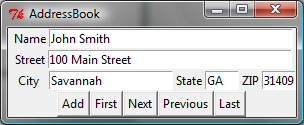 AddressBook
Name John Smith
Street 100 Main Street
City Savannah State GA ZIP 31409
Add First Next Previous Last